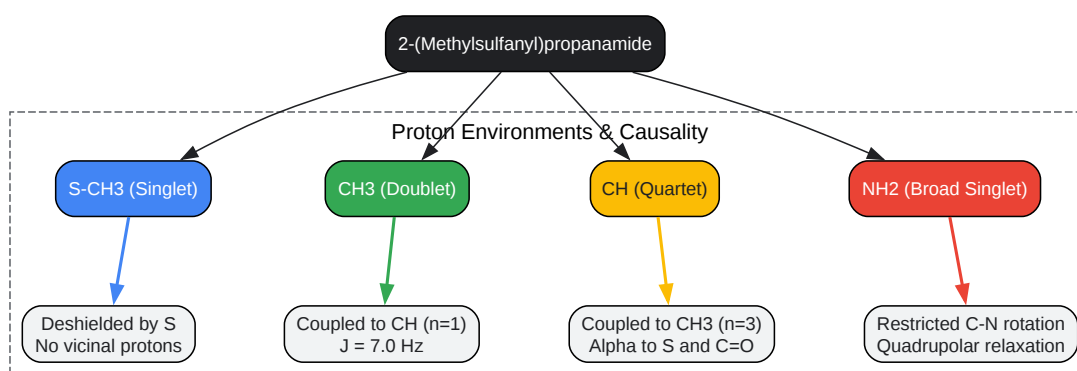 2-(Methylsulfanyl)propanamide
Proton Environments & Causality
S-CH3 (Singlet)
CH3 (Doublet)
CH (Quartet)
NH2 (Broad Singlet)
Deshielded by S
No vicinal protons
Coupled to CH (n=1)
J = 7.0 Hz
Coupled to CH3 (n=3)
Alpha to S and C=O
Restricted C-N rotation
Quadrupolar relaxation